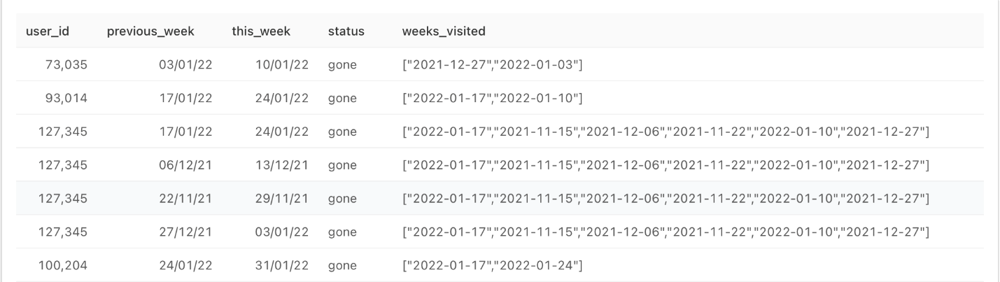 user_id previous_week this_week status weeks_visited
73,035 03/01/22 10/01/22 gone ["2021-12-27","2022-01-03"]
93,014 17/01/22 24/01/22 gone ["2022-01-17","2022-01-10"]
127,345 17/01/22 24/01/22 gone ["2022-01-17","2021-11-15","2021-12-06","2021-11-22","2022-01-10","2021-12-27"]
127,345 06/12/21 13/12/21 gone ["2022-01-17","2021-11-15","2021-12-06","2021-11-22","2022-01-10","2021-12-27"]
127,345 22/11/21 29/11/21 gone ["2022-01-17","2021-11-15","2021-12-06","2021-11-22","2022-01-10","2021-12-27"]
127,345 27/12/21 03/01/22 gone ["2022-01-17","2021-11-15","2021-12-06","2021-11-22","2022-01-10","2021-12-27"]
100,204 24/01/22 31/01/22 gone ["2022-01-17","2022-01-24"]